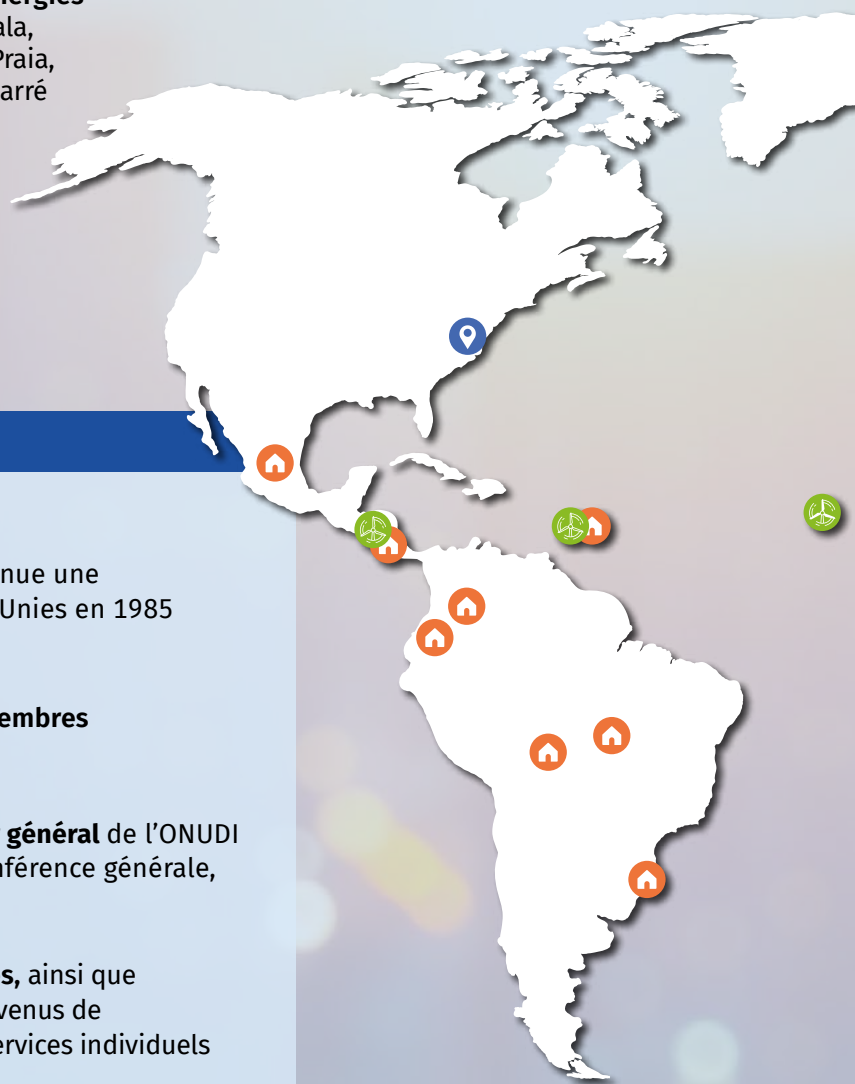 ala,
Praia,
arré
nue une
Unies en 1985
embres
général de l’ONUDI
nférence générale,
s, ainsi que
venus de
ervices individuels